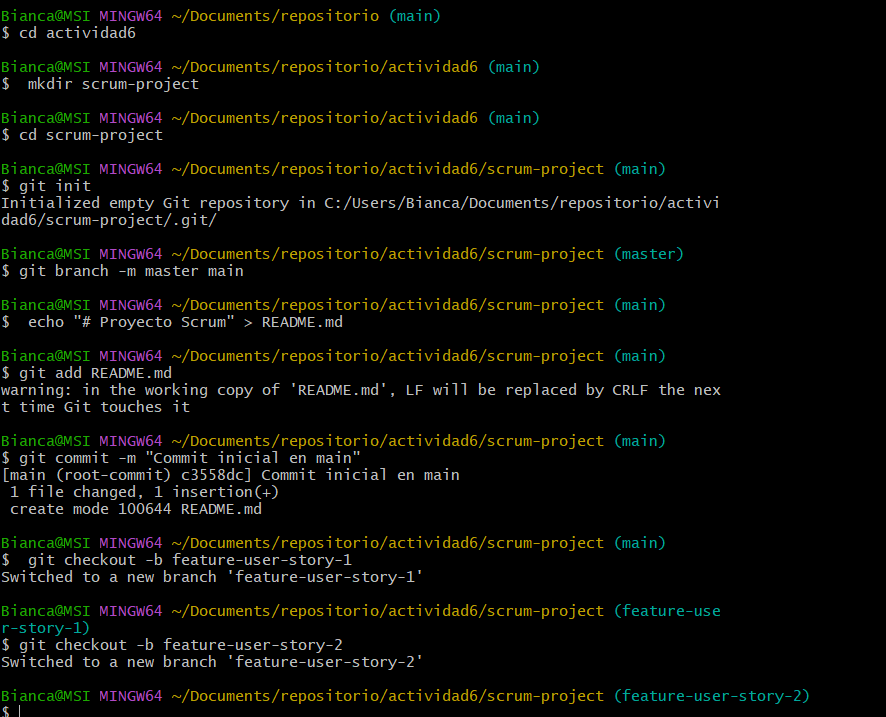 Bianca@MSI MINGW64 ~/Documents/repositorio (main)
$ cd actividad6

Bianca@MSI MINGW64 ~/Documents/repositorio/actividad6 (main)
$  mkdir scrum-project

Bianca@MSI MINGW64 ~/Documents/repositorio/actividad6 (main)
$ cd scrum-project

Bianca@MSI MINGW64 ~/Documents/repositorio/actividad6/scrum-project (main)
$ git init
Initialized empty Git repository in C:/Users/Bianca/Documents/repositorio/activi
dad6/scrum-project/.git/

Bianca@MSI MINGW64 ~/Documents/repositorio/actividad6/scrum-project (master)
$ git branch -m master main

Bianca@MSI MINGW64 ~/Documents/repositorio/actividad6/scrum-project (main)
$  echo "# Proyecto Scrum" > README.md

Bianca@MSI MINGW64 ~/Documents/repositorio/actividad6/scrum-project (main)
$ git add README.md
warning: in the working copy of 'README.md', LF will be replaced by CRLF the nex
t time Git touches it

Bianca@MSI MINGW64 ~/Documents/repositorio/actividad6/scrum-project (main)
$ git commit -m "Commit inicial en main"
[main (root-commit) c3558dc] Commit inicial en main
 1 file changed, 1 insertion(+)
 create mode 100644 README.md

Bianca@MSI MINGW64 ~/Documents/repositorio/actividad6/scrum-project (main)
$  git checkout -b feature-user-story-1
Switched to a new branch 'feature-user-story-1'

Bianca@MSI MINGW64 ~/Documents/repositorio/actividad6/scrum-project (feature-use
r-story-1)
$ git checkout -b feature-user-story-2
Switched to a new branch 'feature-user-story-2'

Bianca@MSI MINGW64 ~/Documents/repositorio/actividad6/scrum-project (feature-user-story-2)
$